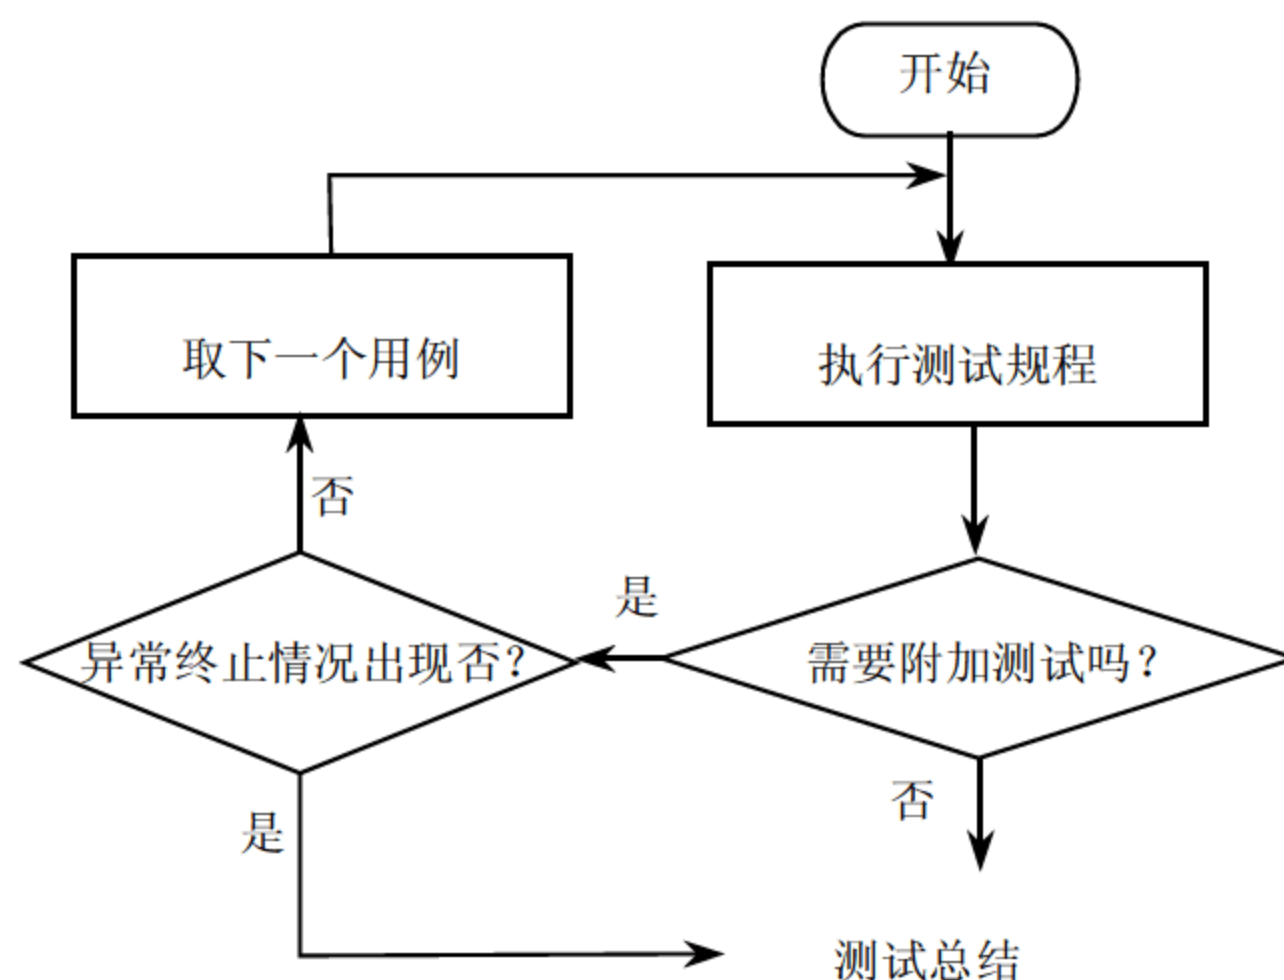 开始
取下一个用例
执行测试规程
否
是
异常终止情况出现否？
需要附加测试吗？
否
是
测试总结